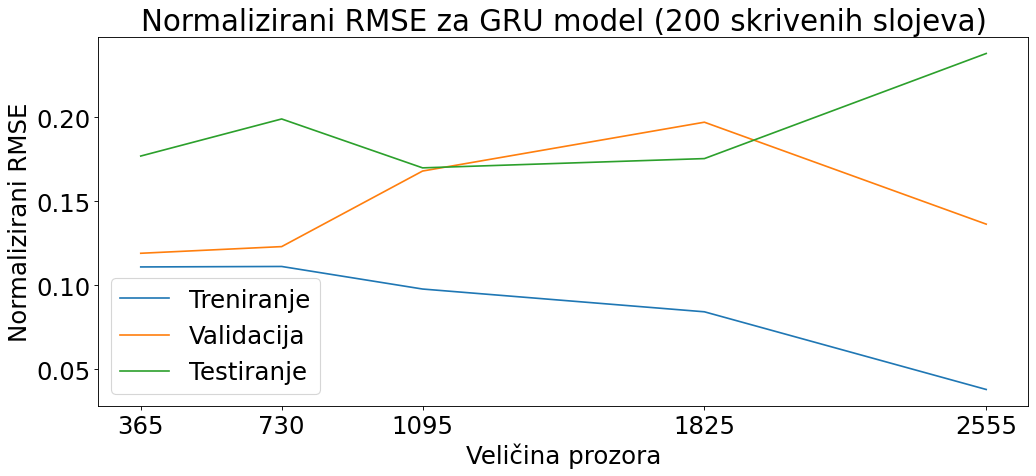 Normalizirani RMSE za GRU model (200 skrivenih slojeva)
Normalizirani RMSE
0.20
0.15
0.10
0.05
Treniranje
Validacija
Testiranje
365 730 1095 1825 2555
Veličina prozora